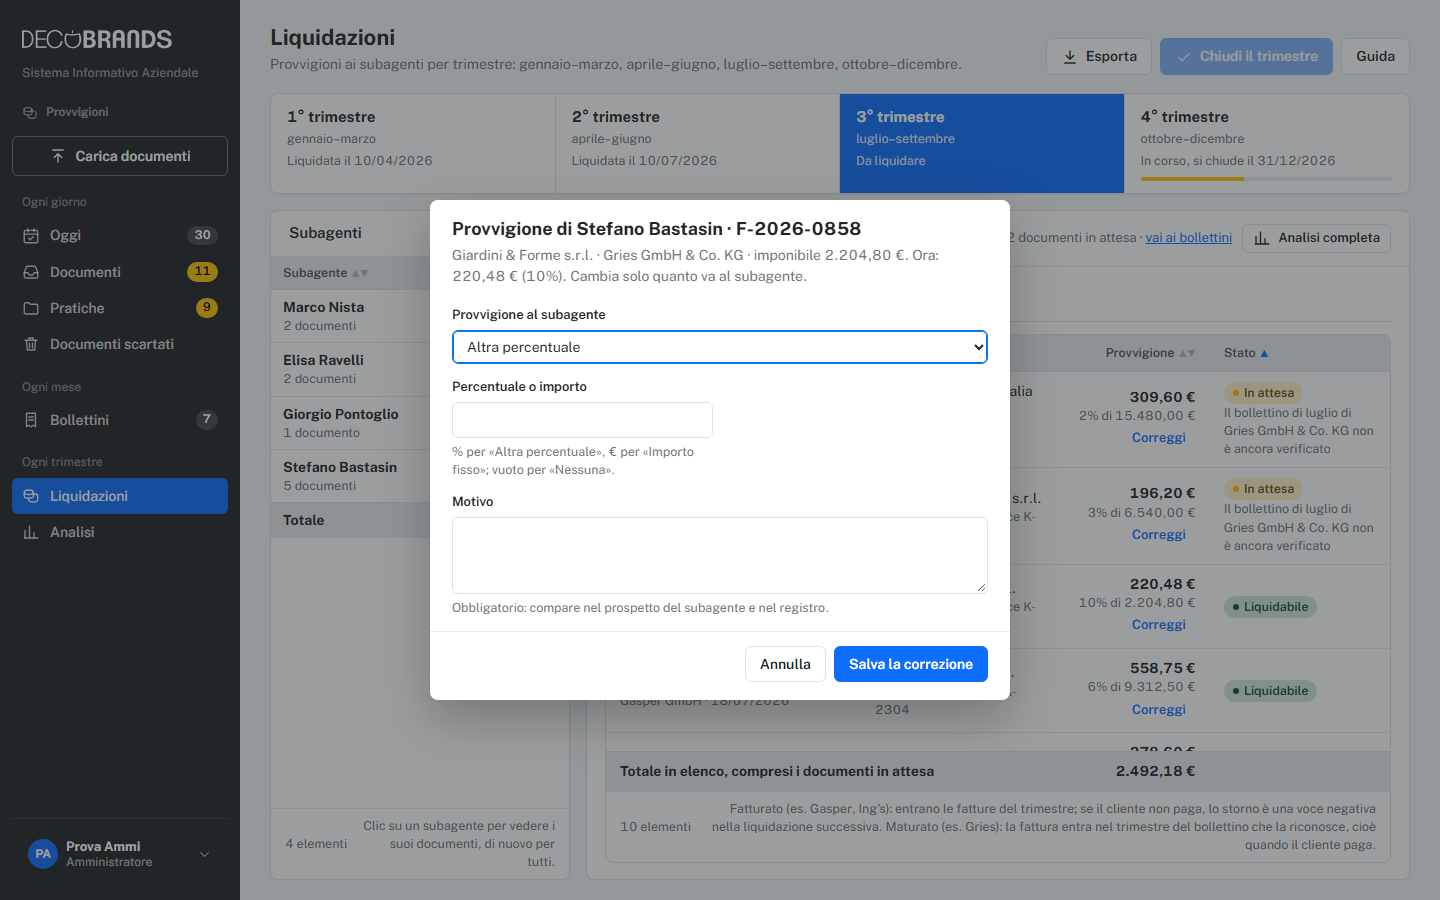 DECOBRANDS
Sistema Informativo Aziendale
Provvigioni
Carica documenti
Ogni giorno
Oggi 30
Documenti 11
Pratiche 9
Documenti scartati
Ogni mese
Bollettini 7
Ogni trimestre
Liquidazioni
Analisi
PA Prova Ammi
Amministratore
Liquidazioni
Provvigioni ai subagenti per trimestre: gennaio–marzo, aprile–giugno, luglio–settembre, ottobre–dicembre.
Esporta
Chiudi il trimestre
Guida
1° trimestre
gennaio–marzo
Liquidata il 10/04/2026
2° trimestre
aprile–giugno
Liquidata il 10/07/2026
3° trimestre
luglio–settembre
Da liquidare
4° trimestre
ottobre–dicembre
In corso, si chiude il 31/12/2026
Subagenti
Subagente
Marco Nista
2 documenti
Elisa Ravelli
2 documenti
Giorgio Pontoglio
1 documento
Stefano Bastasin
5 documenti
Totale
4 elementi
Clic su un subagente per vedere i
suoi documenti, di nuovo per
tutti.
2 documenti in attesa · vai ai bollettini
Analisi completa
Provvigione Stato
alia
309,60 €
2% di 15.480,00 €
Correggi
In attesa
Il bollettino di luglio di
Gries GmbH & Co. KG non
è ancora verificato
s.r.l.
ce K-
196,20 €
3% di 6.540,00 €
Correggi
In attesa
Il bollettino di luglio di
Gries GmbH & Co. KG non
è ancora verificato
ce K-
220,48 €
10% di 2.204,80 €
Correggi
Liquidabile
558,75 €
6% di 9.312,50 €
Correggi
Liquidabile
Gasper GmbH · 18/07/2026
2304
278,60 €
Totale in elenco, compresi i documenti in attesa 2.492,18 €
10 elementi
Fatturato (es. Gasper, Ing's): entrano le fatture del trimestre; se il cliente non paga, lo storno è una voce negativa
nella liquidazione successiva. Maturato (es. Gries): la fattura entra nel trimestre del bollettino che la riconosce, cioè
quando il cliente paga.
Provvigione di Stefano Bastasin · F-2026-0858
Giardini & Forme s.r.l. · Gries GmbH & Co. KG · imponibile 2.204,80 €. Ora:
220,48 € (10%). Cambia solo quanto va al subagente.
Provvigione al subagente
Altra percentuale
Percentuale o importo
% per «Altra percentuale», € per «Importo
fisso»; vuoto per «Nessuna».
Motivo
Obbligatorio: compare nel prospetto del subagente e nel registro.
Annulla
Salva la correzione